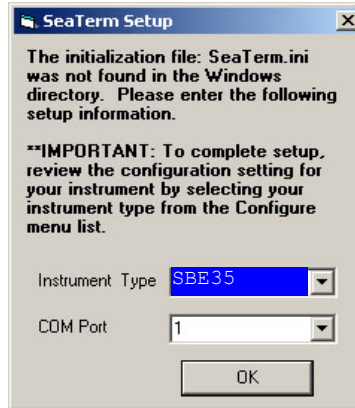 SeaTerm Setup
The initialization file: SeaTerm.ini
was not found in the Windows
directory. Please enter the following
setup information.
**IMPORTANT: To complete setup,
review the configuration setting for
your instrument by selecting your
instrument type from the Configure
menu list.
Instrument Type SBE35
COM Port 1
OK